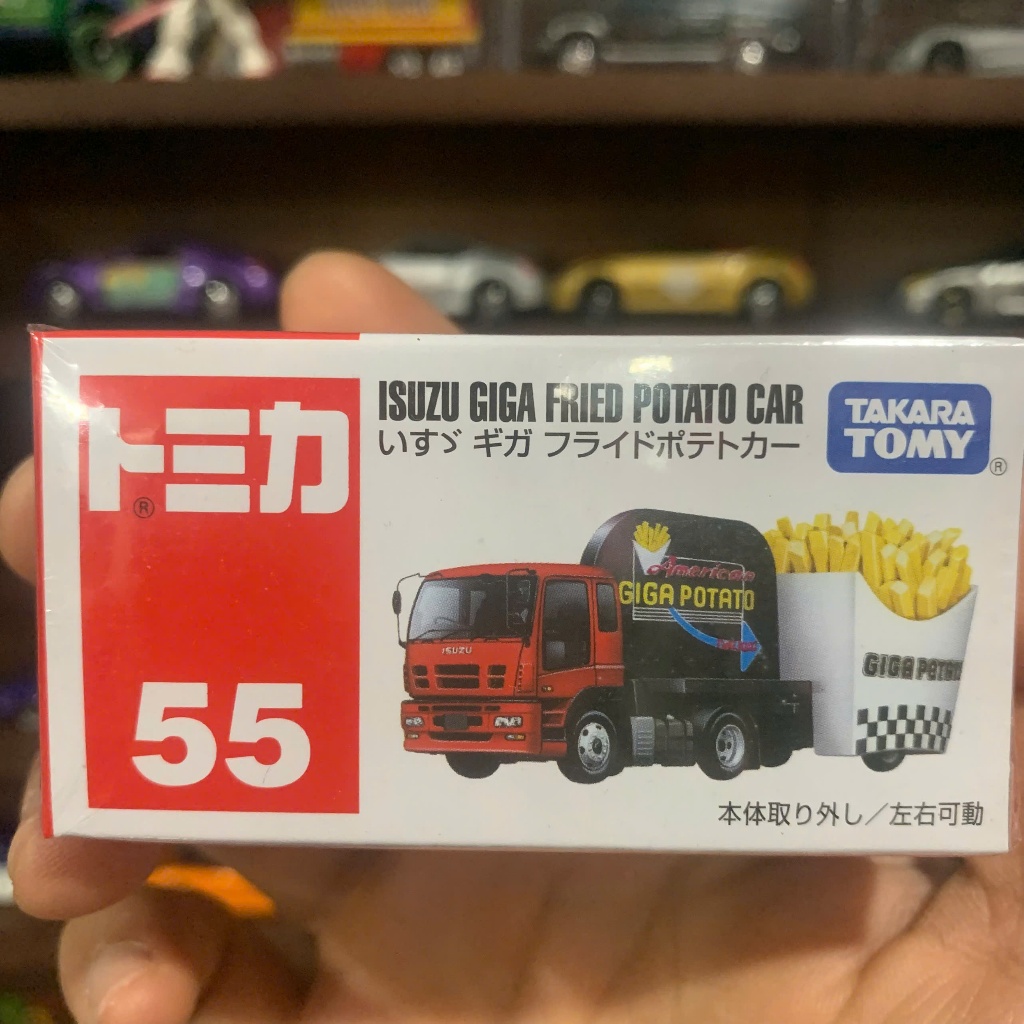 トミカ®
55
ISUZU GIGA FRIED POTATO CAR
いすゞ ギガ フライドポテトカー
TAKARA
TOMY®
American
GIGA POTATO
ISUZU
GIGA POTATO
本体取り外し／左右可動